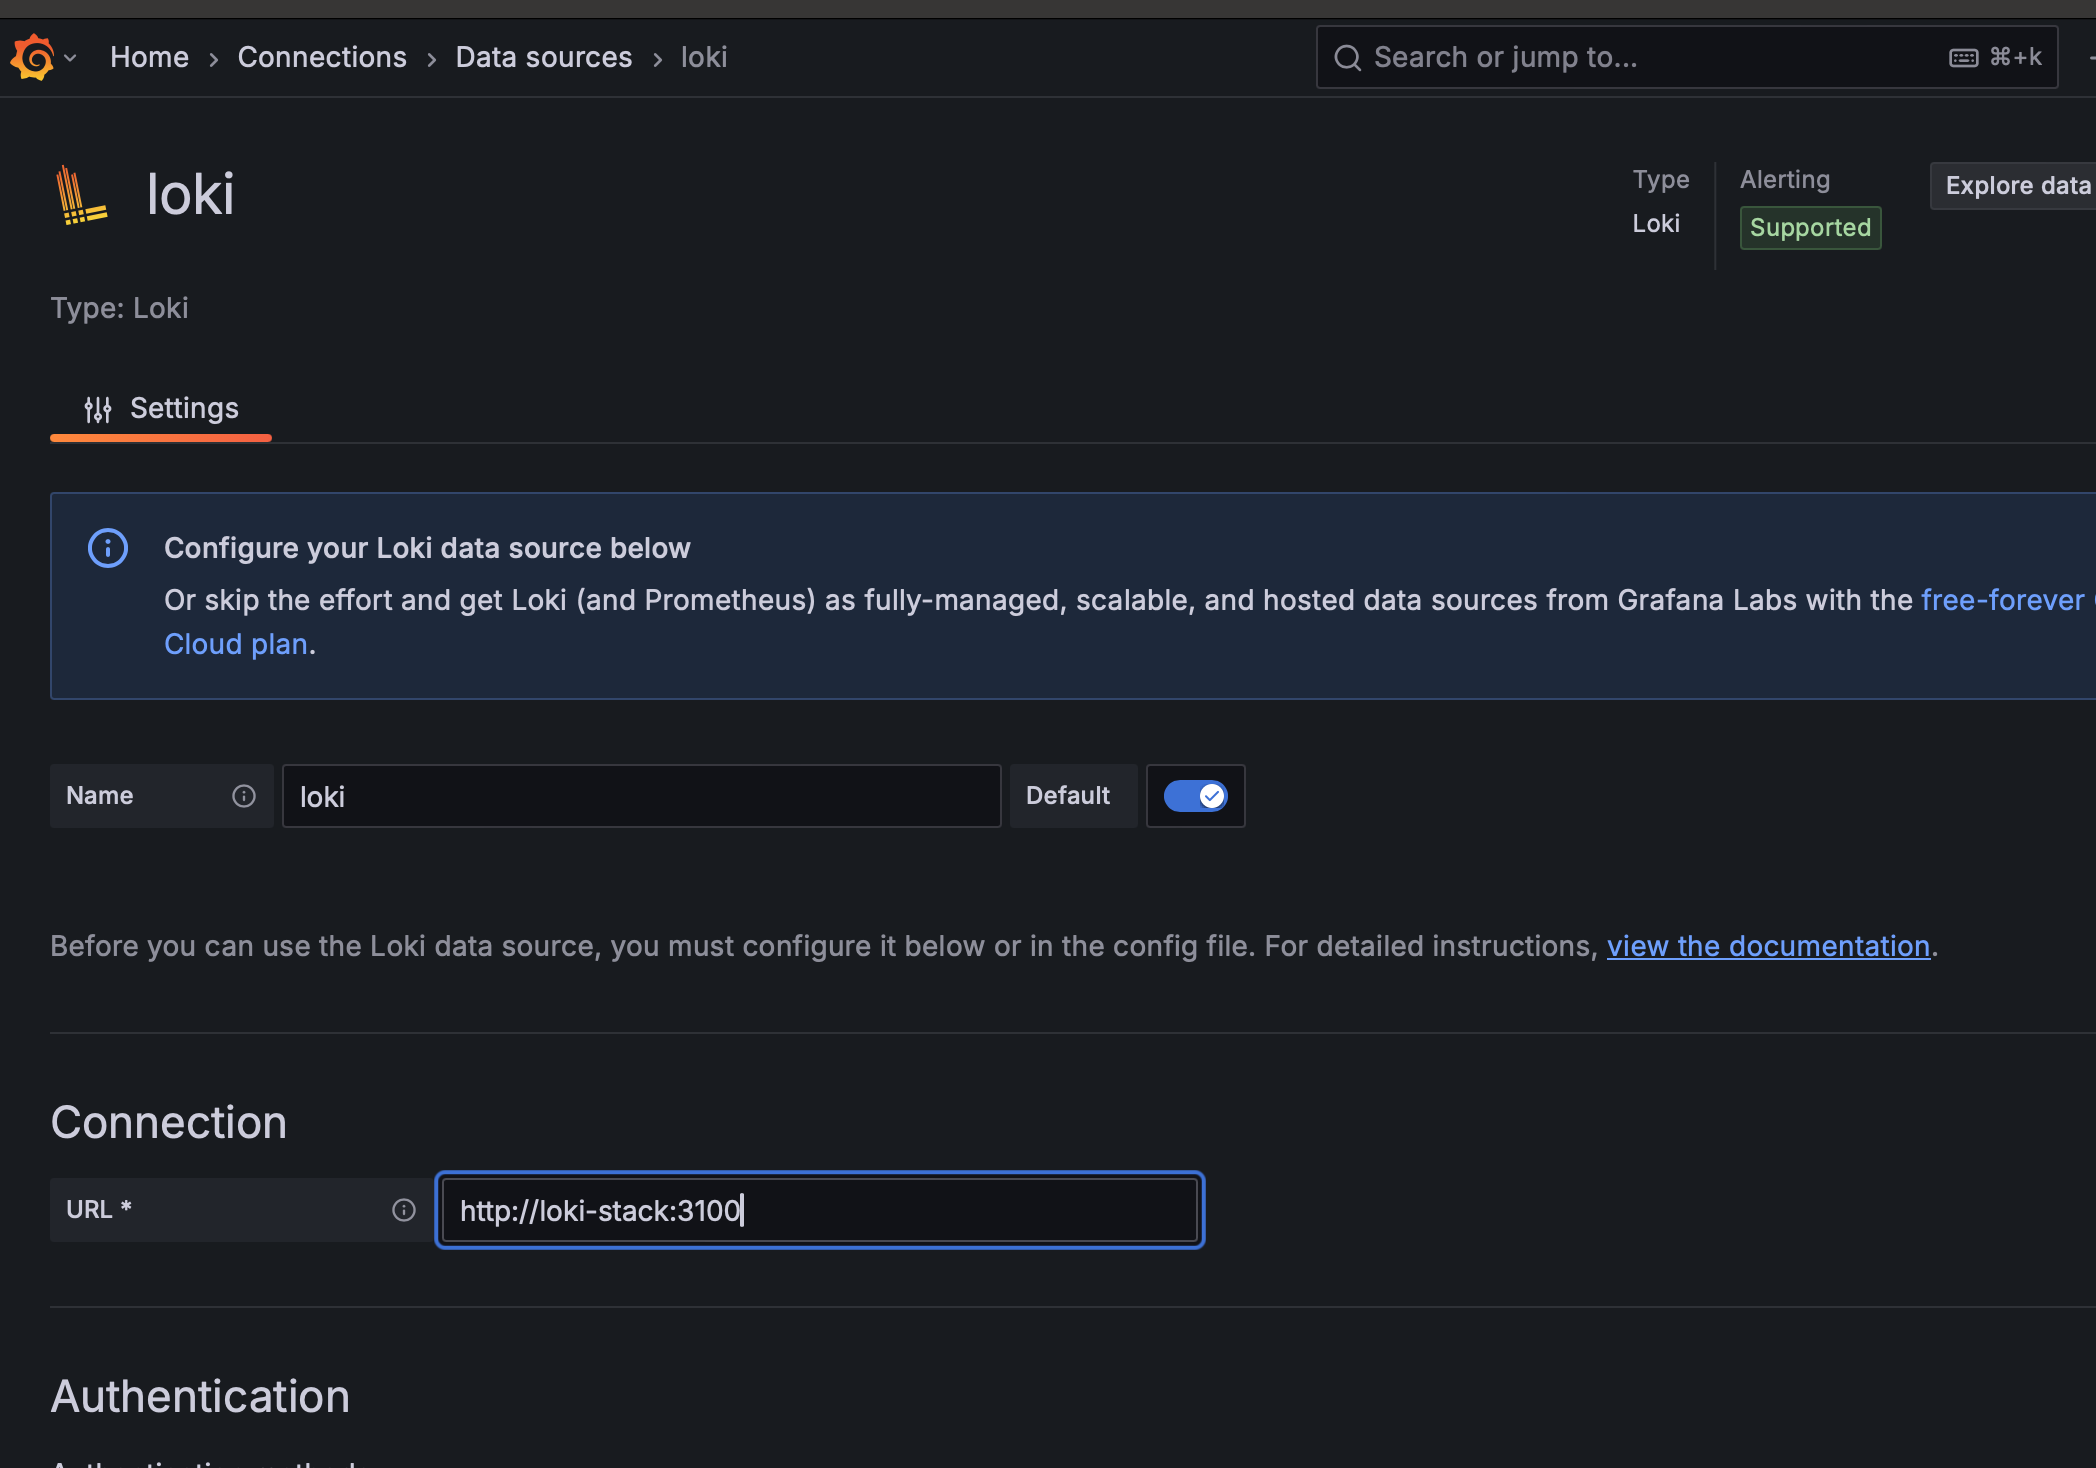 Home > Connections > Data sources > loki
Search or jump to... ⌘+k
loki
Type
Loki
Alerting
Supported
Explore data
Type: Loki
Settings
Configure your Loki data source below
Or skip the effort and get Loki (and Prometheus) as fully-managed, scalable, and hosted data sources from Grafana Labs with the free-forever
Cloud plan.
Name loki Default
Before you can use the Loki data source, you must configure it below or in the config file. For detailed instructions, view the documentation.
Connection
URL * http://loki-stack:3100
Authentication